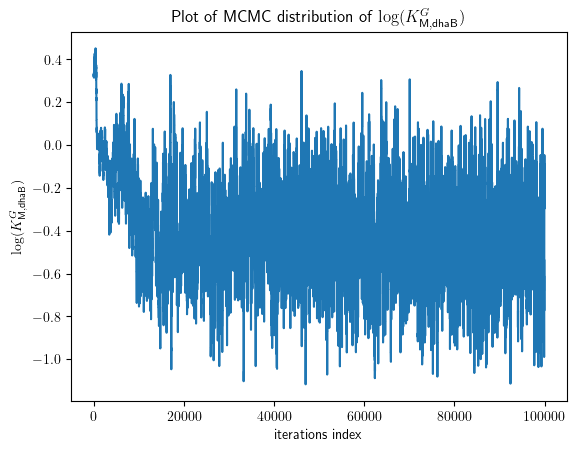 Plot of MCMC distribution of log(K^G_M,dhaB)
log(K^G_M,dhaB)
0.4
0.2
0.0
−0.2
−0.4
−0.6
−0.8
−1.0
0 20000 40000 60000 80000 100000
iterations index